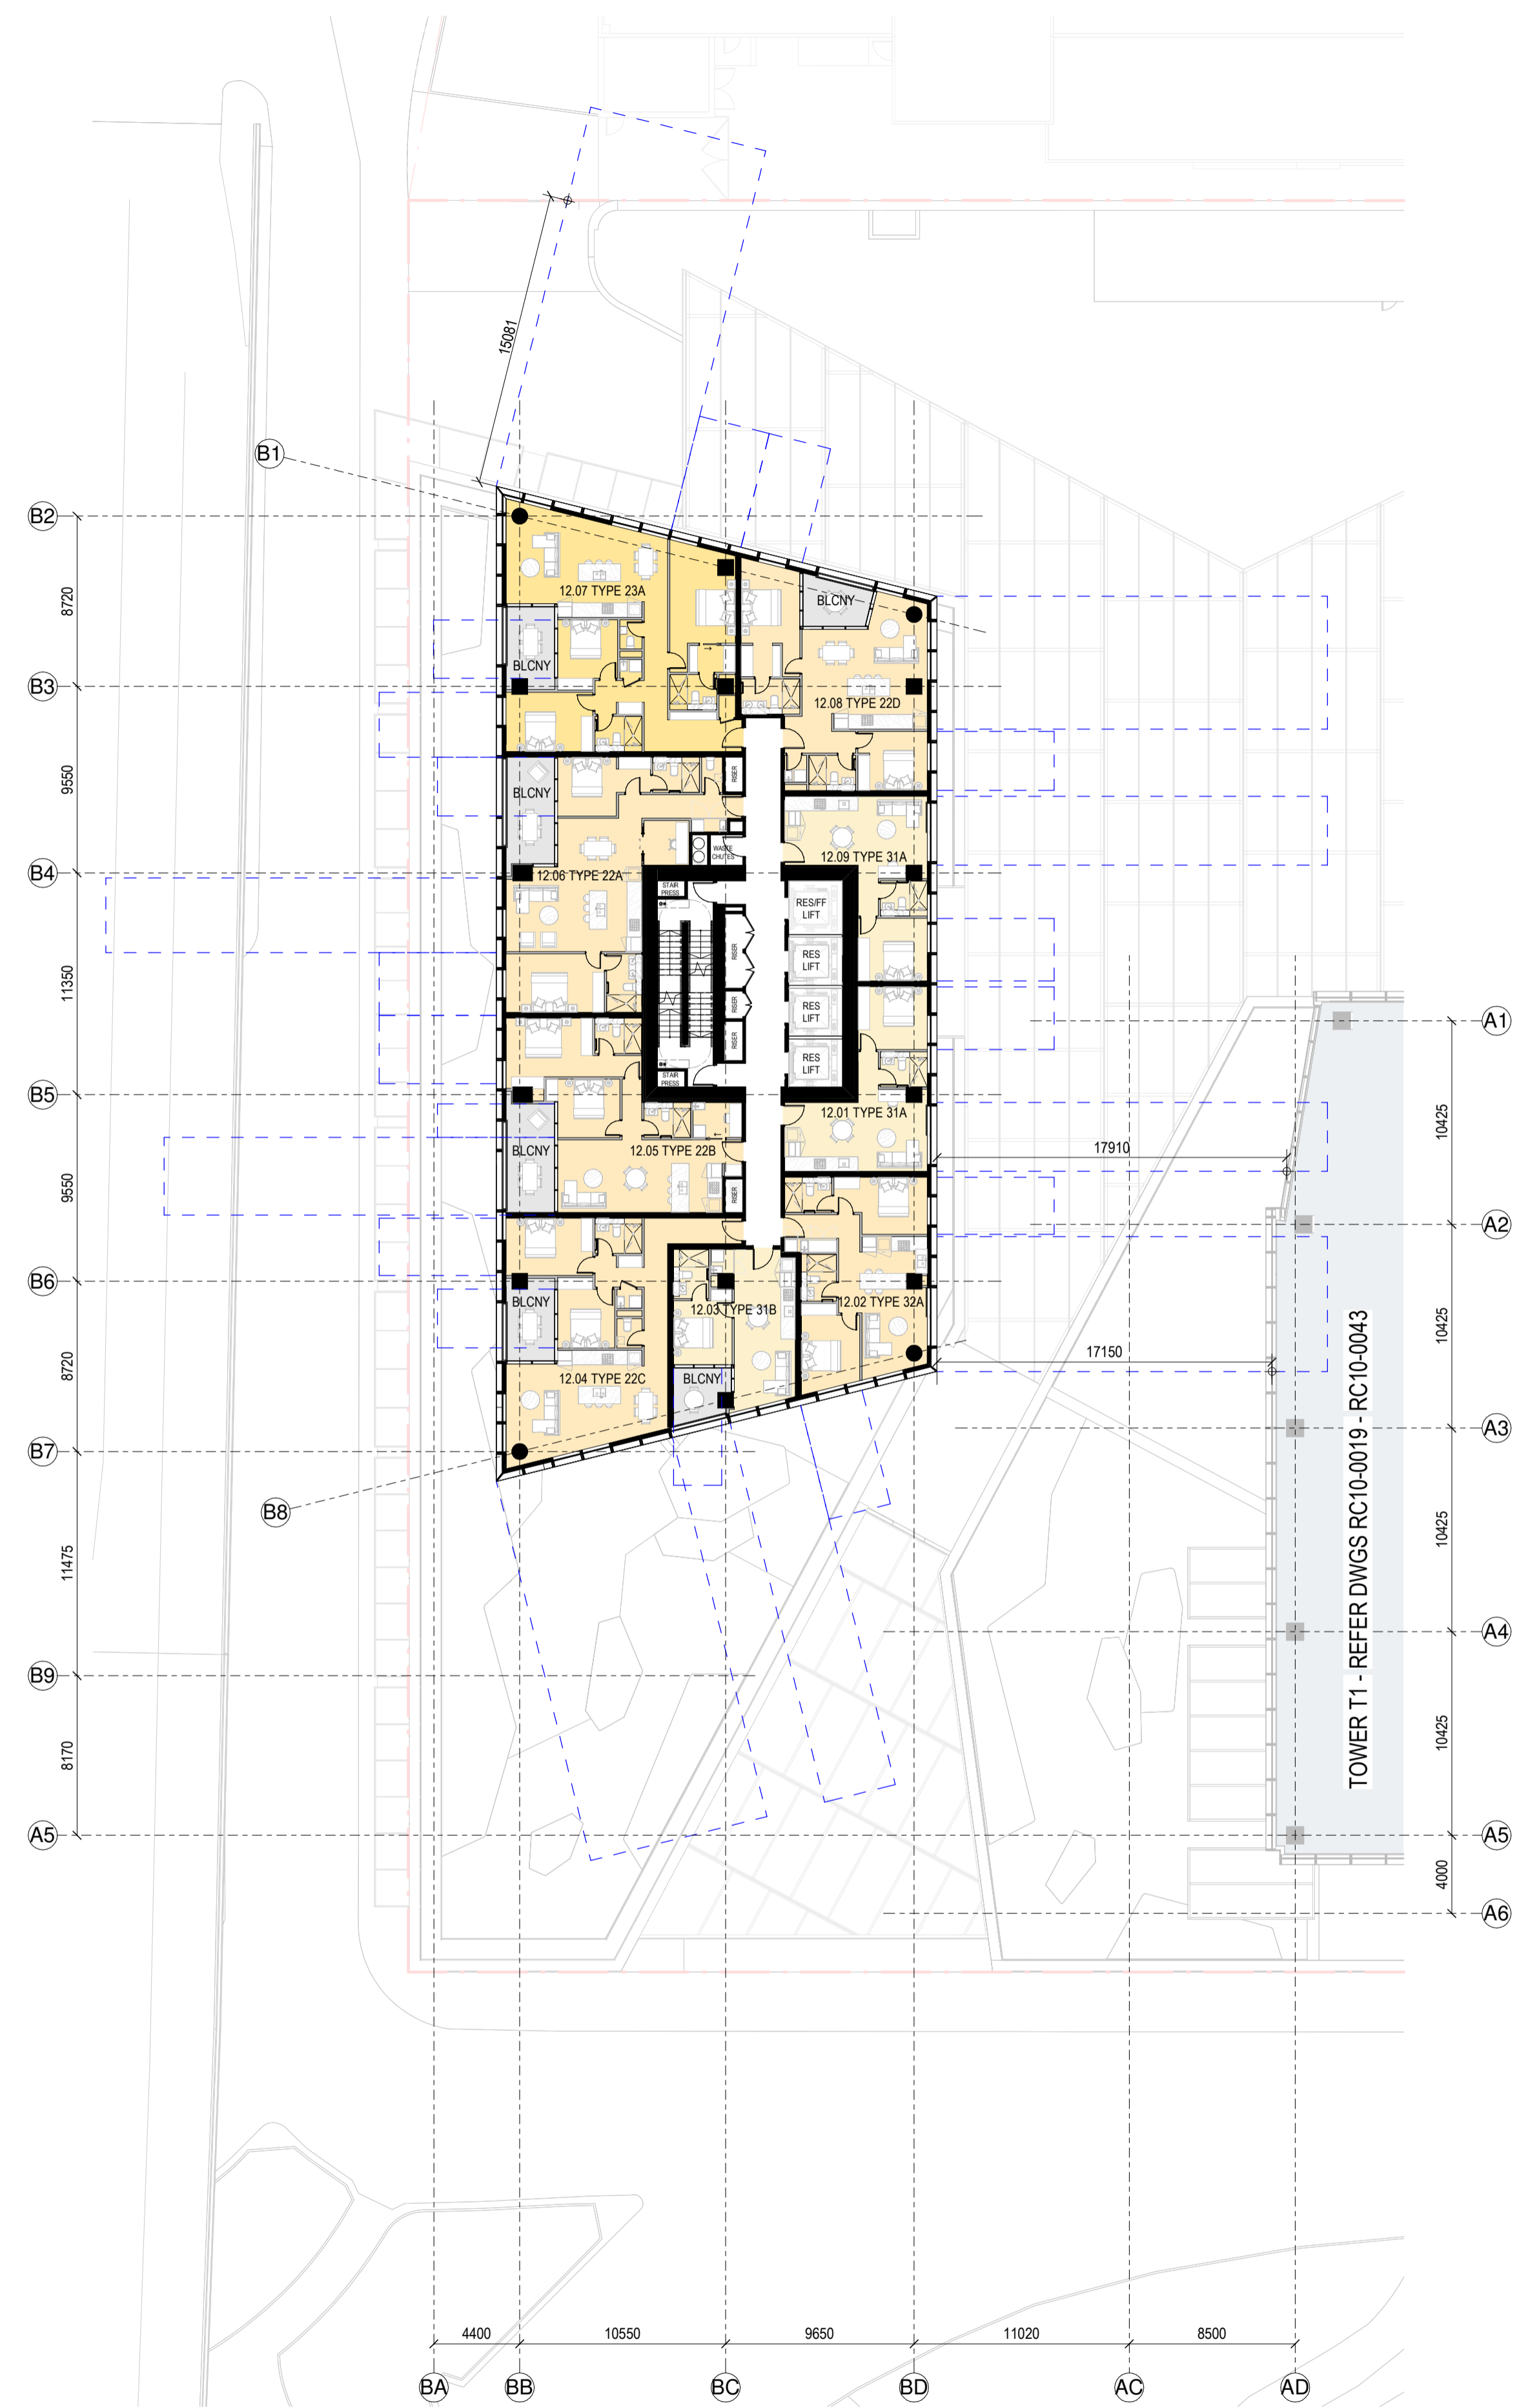 15081
B1
B2
8720
12.07 TYPE 23A
BLCNY
BLCNY
B3
12.08 TYPE 22D
9550
BLCNY
RISER
WASTE
CHUTES
12.09 TYPE 31A
B4
12.06 TYPE 22A
STAIR
PRESS
RES/FF
LIFT
RISER
RES
LIFT
11350
RISER
RES
LIFT
RISER
RES
LIFT
STAIR
PRESS
A1
B5
12.01 TYPE 31A
10425
BLCNY
12.05 TYPE 22B
17910
9550
RISER
A2
B6
BLCNY
12.03 TYPE 31B
12.02 TYPE 32A
10425
8720
12.04 TYPE 22C
BLCNY
17150
A3
B7
B8
11475
10425
TOWER T1 - REFER DWGS RC10-0019 - RC10-0043
A4
B9
8170
10425
A5
A5
4000
A6
4400
10550
9650
11020
8500
BA
BB
BC
BD
AC
AD